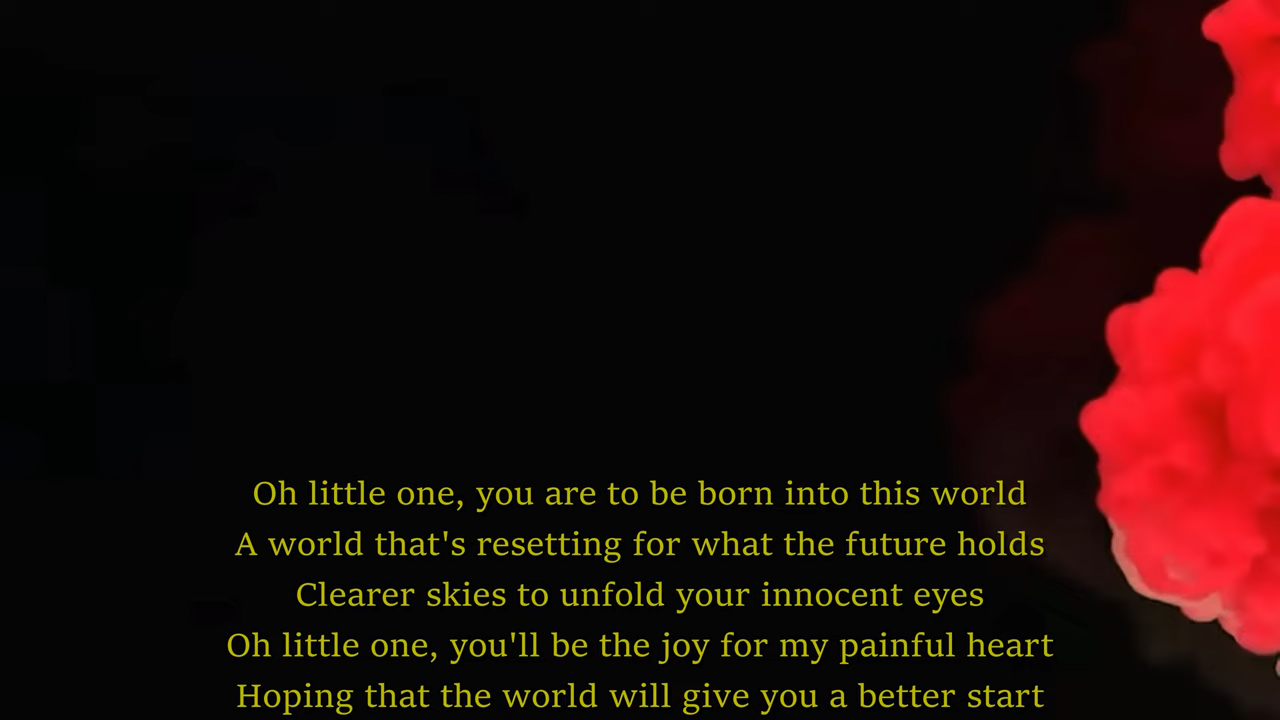 Oh little one, you are to be born into this world
A world that's resetting for what the future holds
Clearer skies to unfold your innocent eyes
Oh little one, you'll be the joy for my painful heart
Hoping that the world will give you a better start